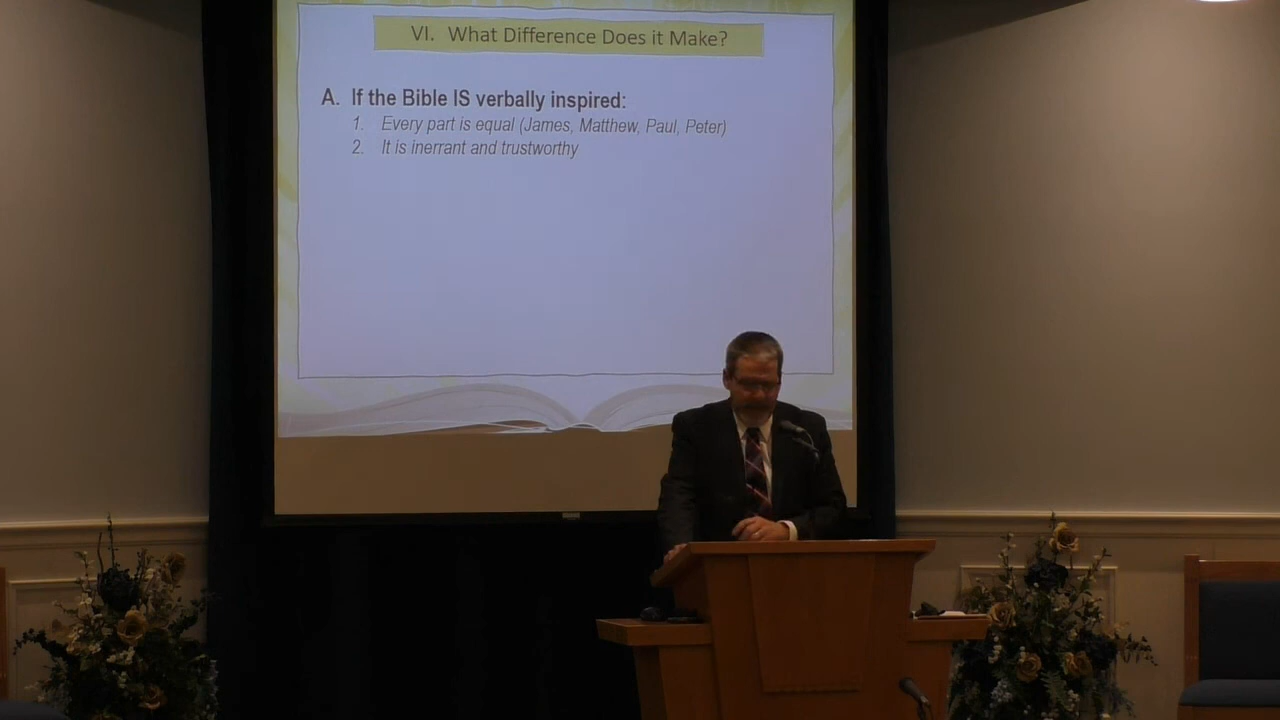 VI. What Difference Does it Make?
A. If the Bible IS verbally inspired:
1. Every part is equal (James, Matthew, Paul, Peter)
2. It is inerrant and trustworthy